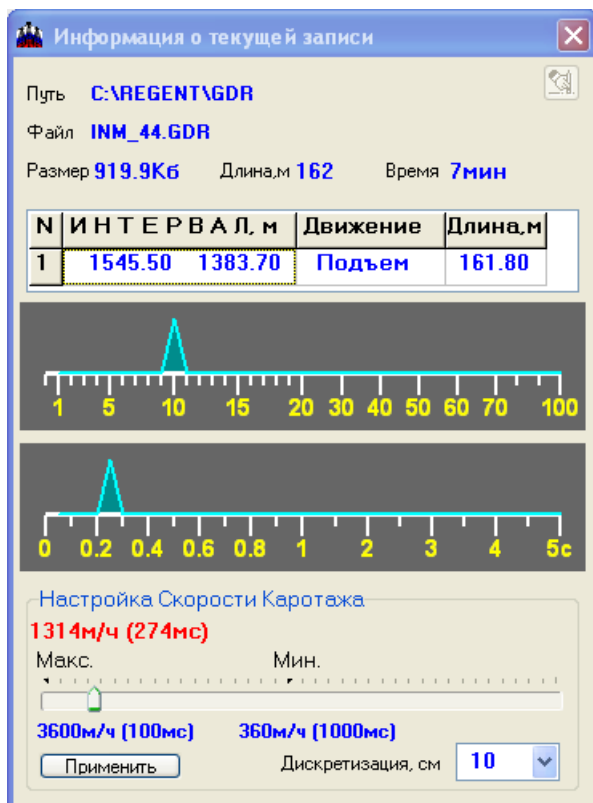 Информация о текущей записи
Путь C:\REGENT\GDR
Файл INM_44.GDR
Размер 919.9Кб Длина,м 162 Время 7мин
N И Н Т Е Р В А Л, м Движение Длина,м
1 1545.50 1383.70 Подъем 161.80
1 5 10 15 20 30 40 50 60 70 100
0 0.2 0.4 0.6 0.8 1 2 3 4 5с
Настройка Скорости Каротажа
1314м/ч (274мс)
Макс. Мин.
3600м/ч (100мс) 360м/ч (1000мс)
Применить Дискретизация, см 10